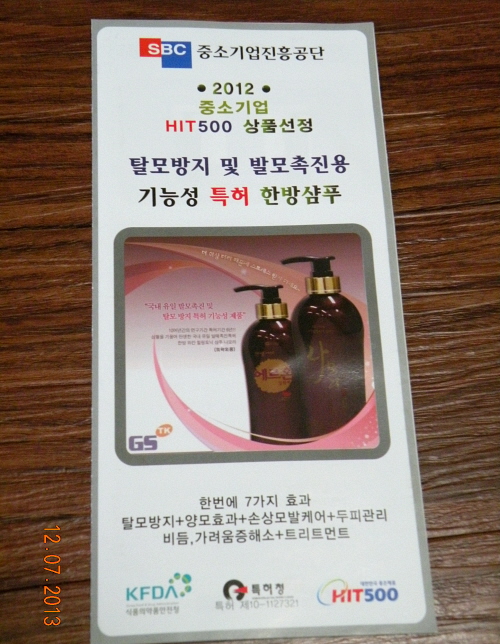 SBC 중소기업진흥공단
• 2012 •
중소기업
HIT500 상품선정
탈모방지 및 발모촉진용
기능성 특허 한방샴푸
"국내 유일 발모촉진 및
탈모 방지 특허 기능성 제품"
에드온
GS TK
한번에 7가지 효과
탈모방지+양모효과+손상모발케어+두피관리
비듬,가려움증해소+트리트먼트
KFDA
식품의약품안전청
특허청
특허 제10-1127321
HIT500
12.07.2013